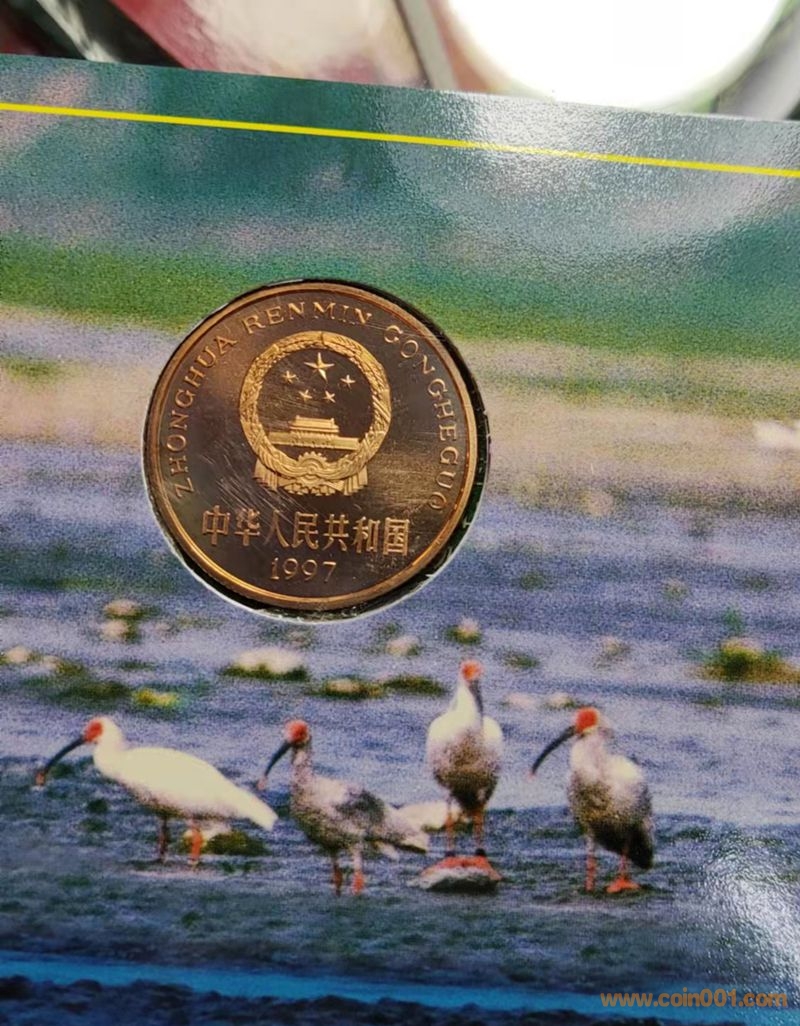 ZHONGHUA RENMIN GONGHEGUO
中华人民共和国
1997
www.coin001.com